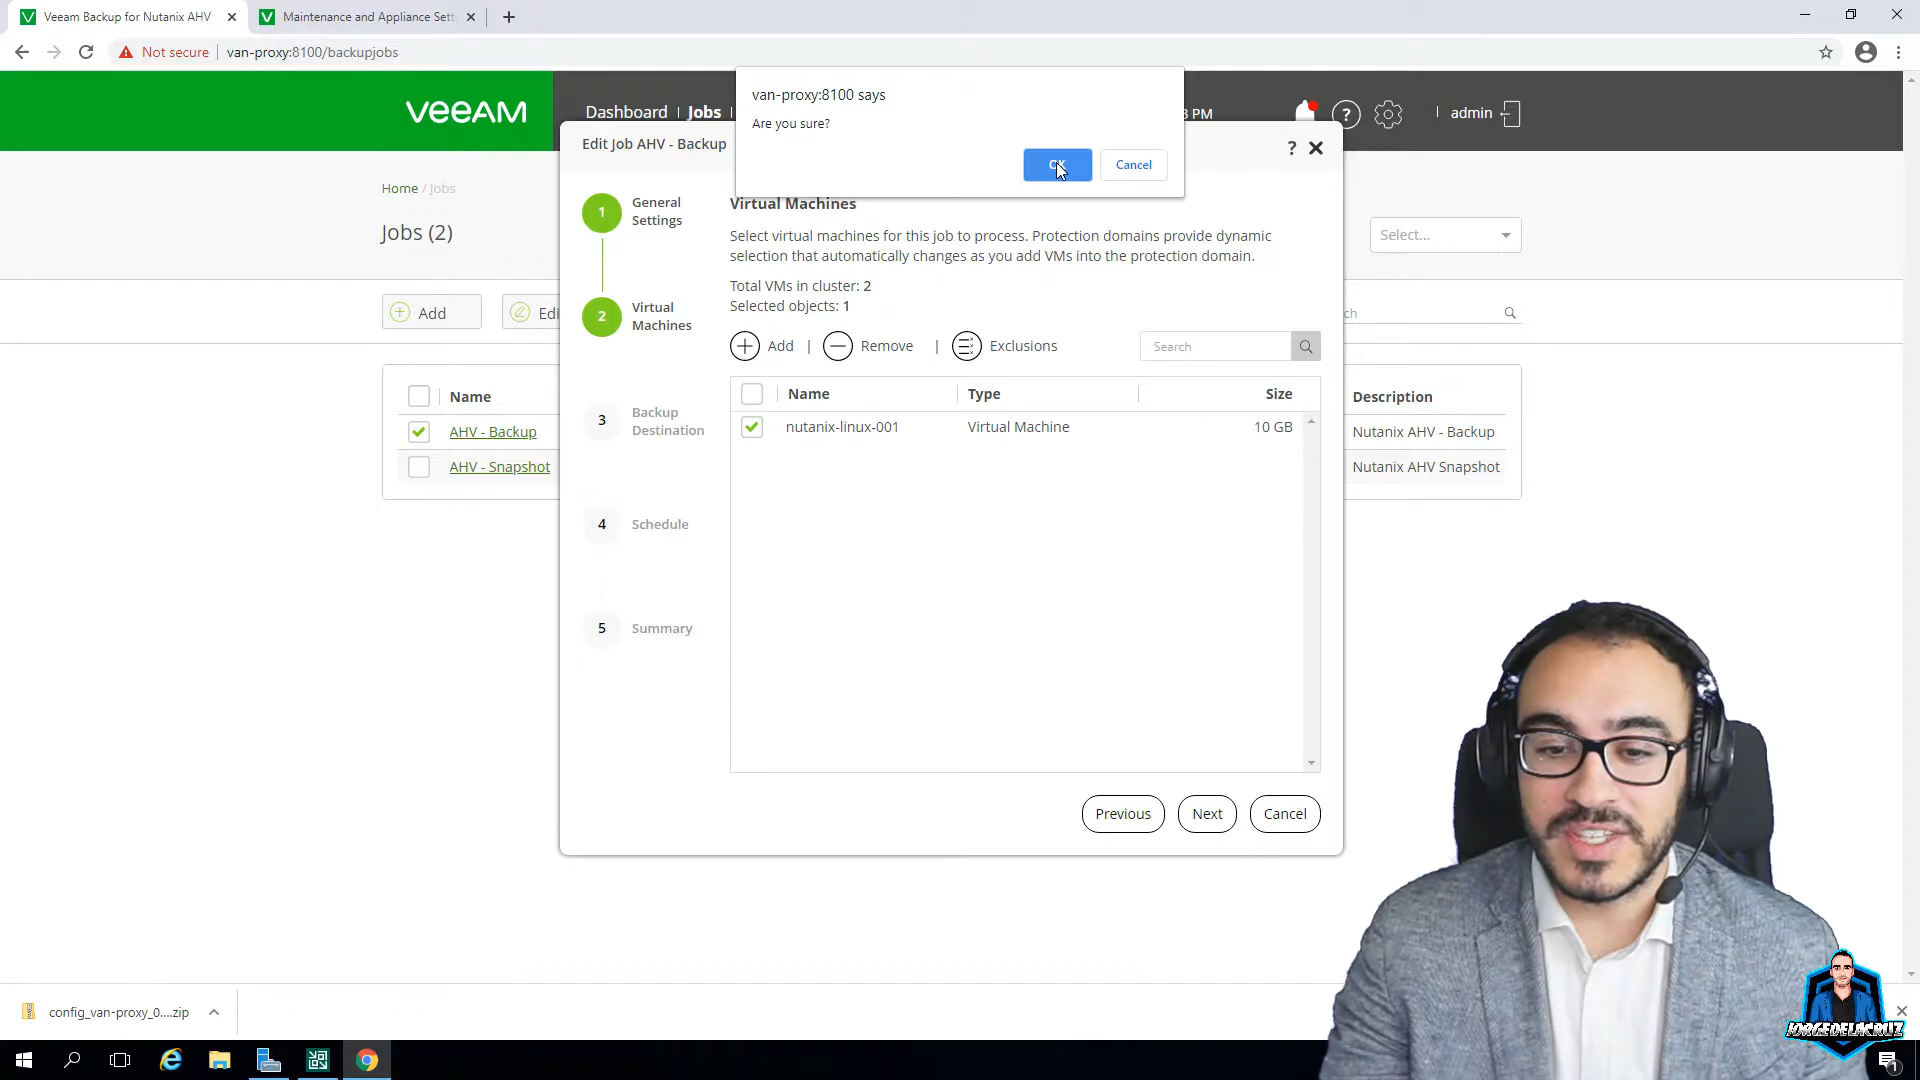 Veeam Backup for Nutanix AHV
Maintenance and Appliance Sett
Not secure
van-proxy:8100/backupjobs
VEEAM
Dashboard
Jobs
PM
?
admin
van-proxy:8100 says
Are you sure?
OK
Cancel
Edit Job AHV - Backup
?
Home / Jobs
Jobs (2)
Select...
Add
Edi
ch
Name
Description
AHV - Backup
Nutanix AHV - Backup
AHV - Snapshot
Nutanix AHV Snapshot
1
General
Settings
2
Virtual
Machines
3
Backup
Destination
4
Schedule
5
Summary
Virtual Machines
Select virtual machines for this job to process. Protection domains provide dynamic
selection that automatically changes as you add VMs into the protection domain.
Total VMs in cluster: 2
Selected objects: 1
Add
Remove
Exclusions
Search
Name
Type
Size
nutanix-linux-001
Virtual Machine
10 GB
Previous
Next
Cancel
config_van-proxy_0....zip
JORGEDELACRUZ
1